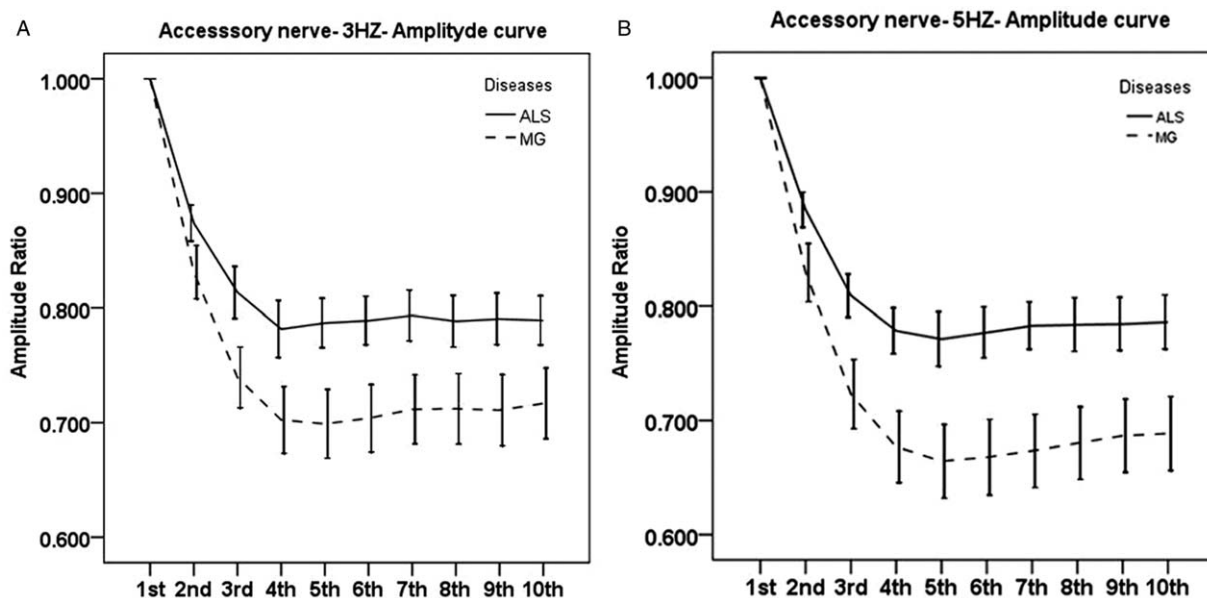 A
Accesssory nerve- 3HZ- Amplityde curve
Diseases
ALS
MG
Amplitude Ratio
1.000
0.900
0.800
0.700
0.600
1st 2nd 3rd 4th 5th 6th 7th 8th 9th 10th
B
Accessory nerve- 5HZ- Amplitude curve
Diseases
ALS
MG
Amplitude Ratio
1.000
0.900
0.800
0.700
0.600
1st 2nd 3rd 4th 5th 6th 7th 8th 9th 10th